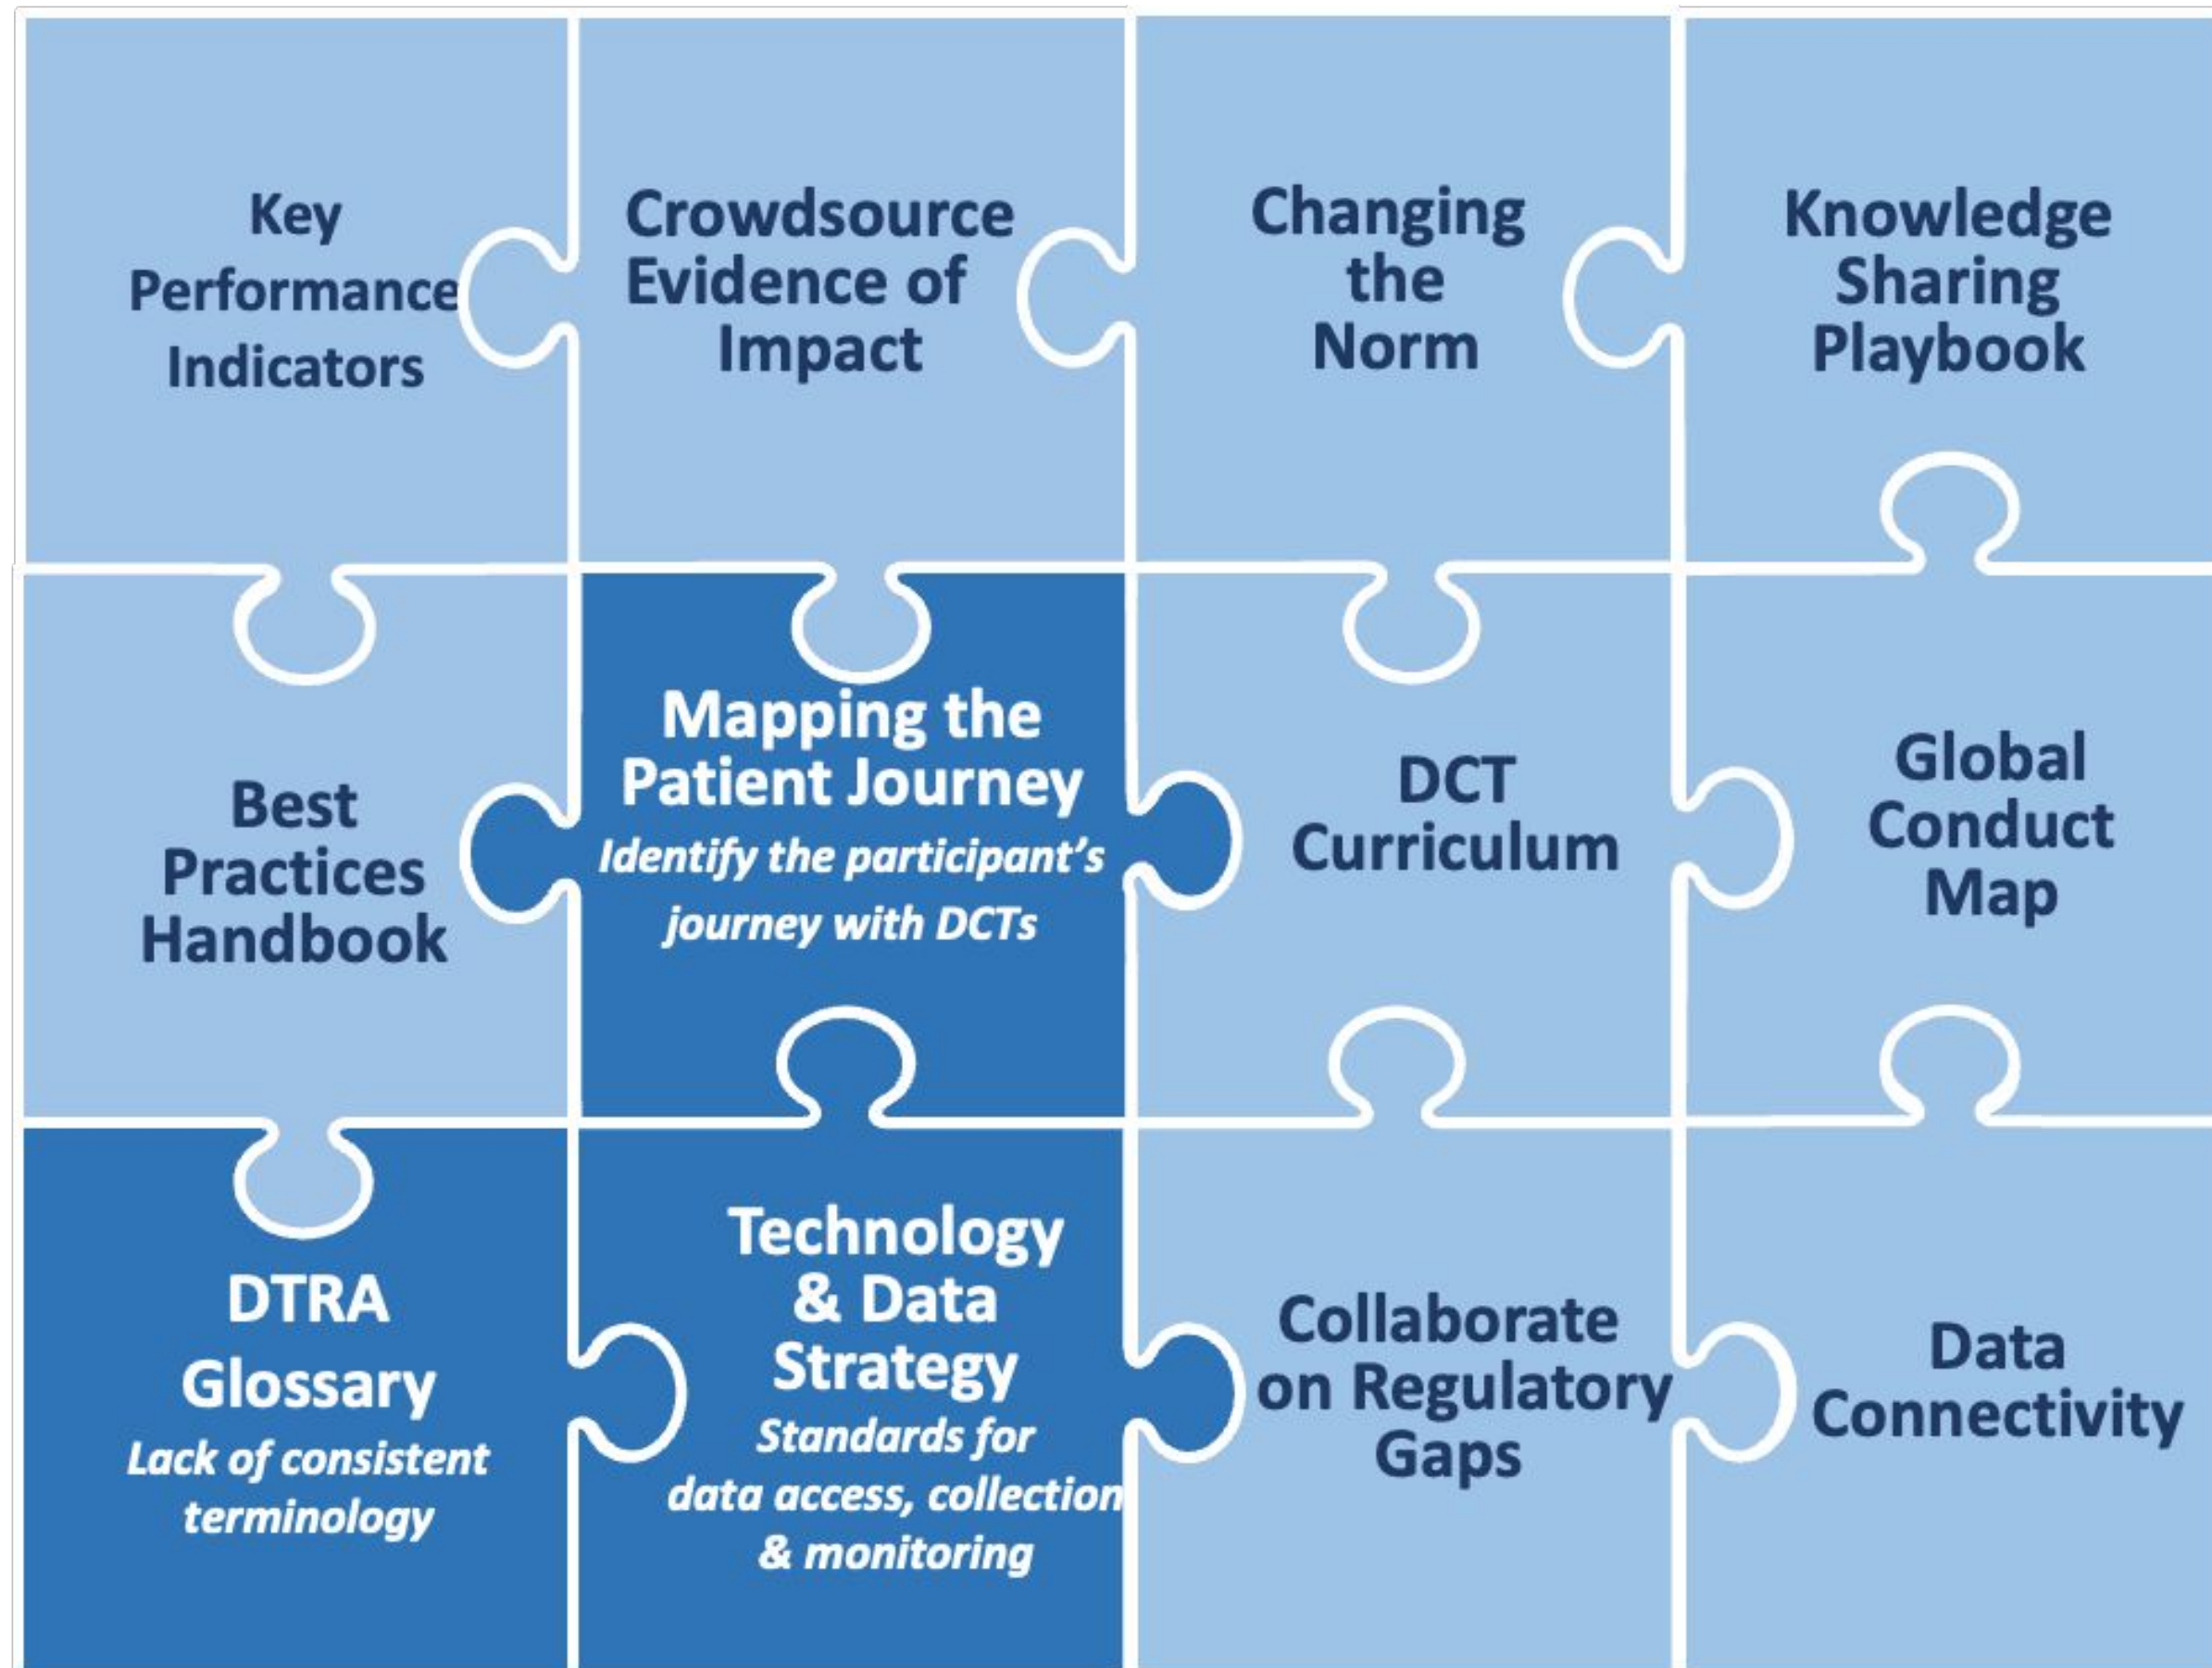 Key
Performance
Indicators
Crowdsource
Evidence of
Impact
Changing
the
Norm
Knowledge
Sharing
Playbook
Best
Practices
Handbook
Mapping the
Patient Journey
Identify the participant's
journey with DCTs
DCT
Curriculum
Global
Conduct
Map
DTRA
Glossary
Lack of consistent
terminology
Technology
& Data
Strategy
Standards for
data access, collection
& monitoring
Collaborate
on Regulatory
Gaps
Data
Connectivity